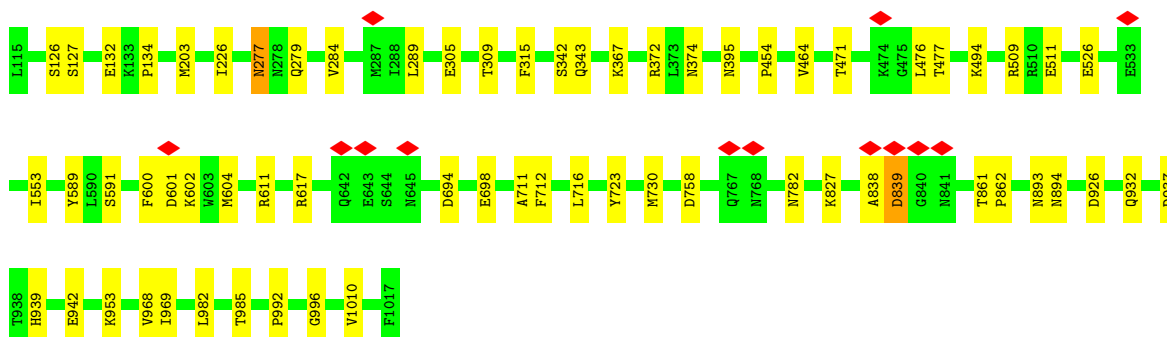 L115 S126 S127 E132 K133 P134 M203 I226 N277 N278 Q279 V284 M287 I288 L289 E305 T309 F315 S342 Q343 K367 R372 L373 N374 N395 P454 V464 T471 K474 G475 L476 T477 K494 R509 R510 E511 E526 E533
I553 Y589 L590 S591 F600 D601 K602 W603 M604 R611 R617 Q642 E643 S644 N645 D694 E698 A711 F712 L716 Y723 M730 D758 Q767 N768 N782 K827 A838 D839 G840 N841 T861 P862 N893 N894 D926 Q932
T938 H939 E942 K953 V968 I969 L982 T985 P992 G996 V1010 F1017